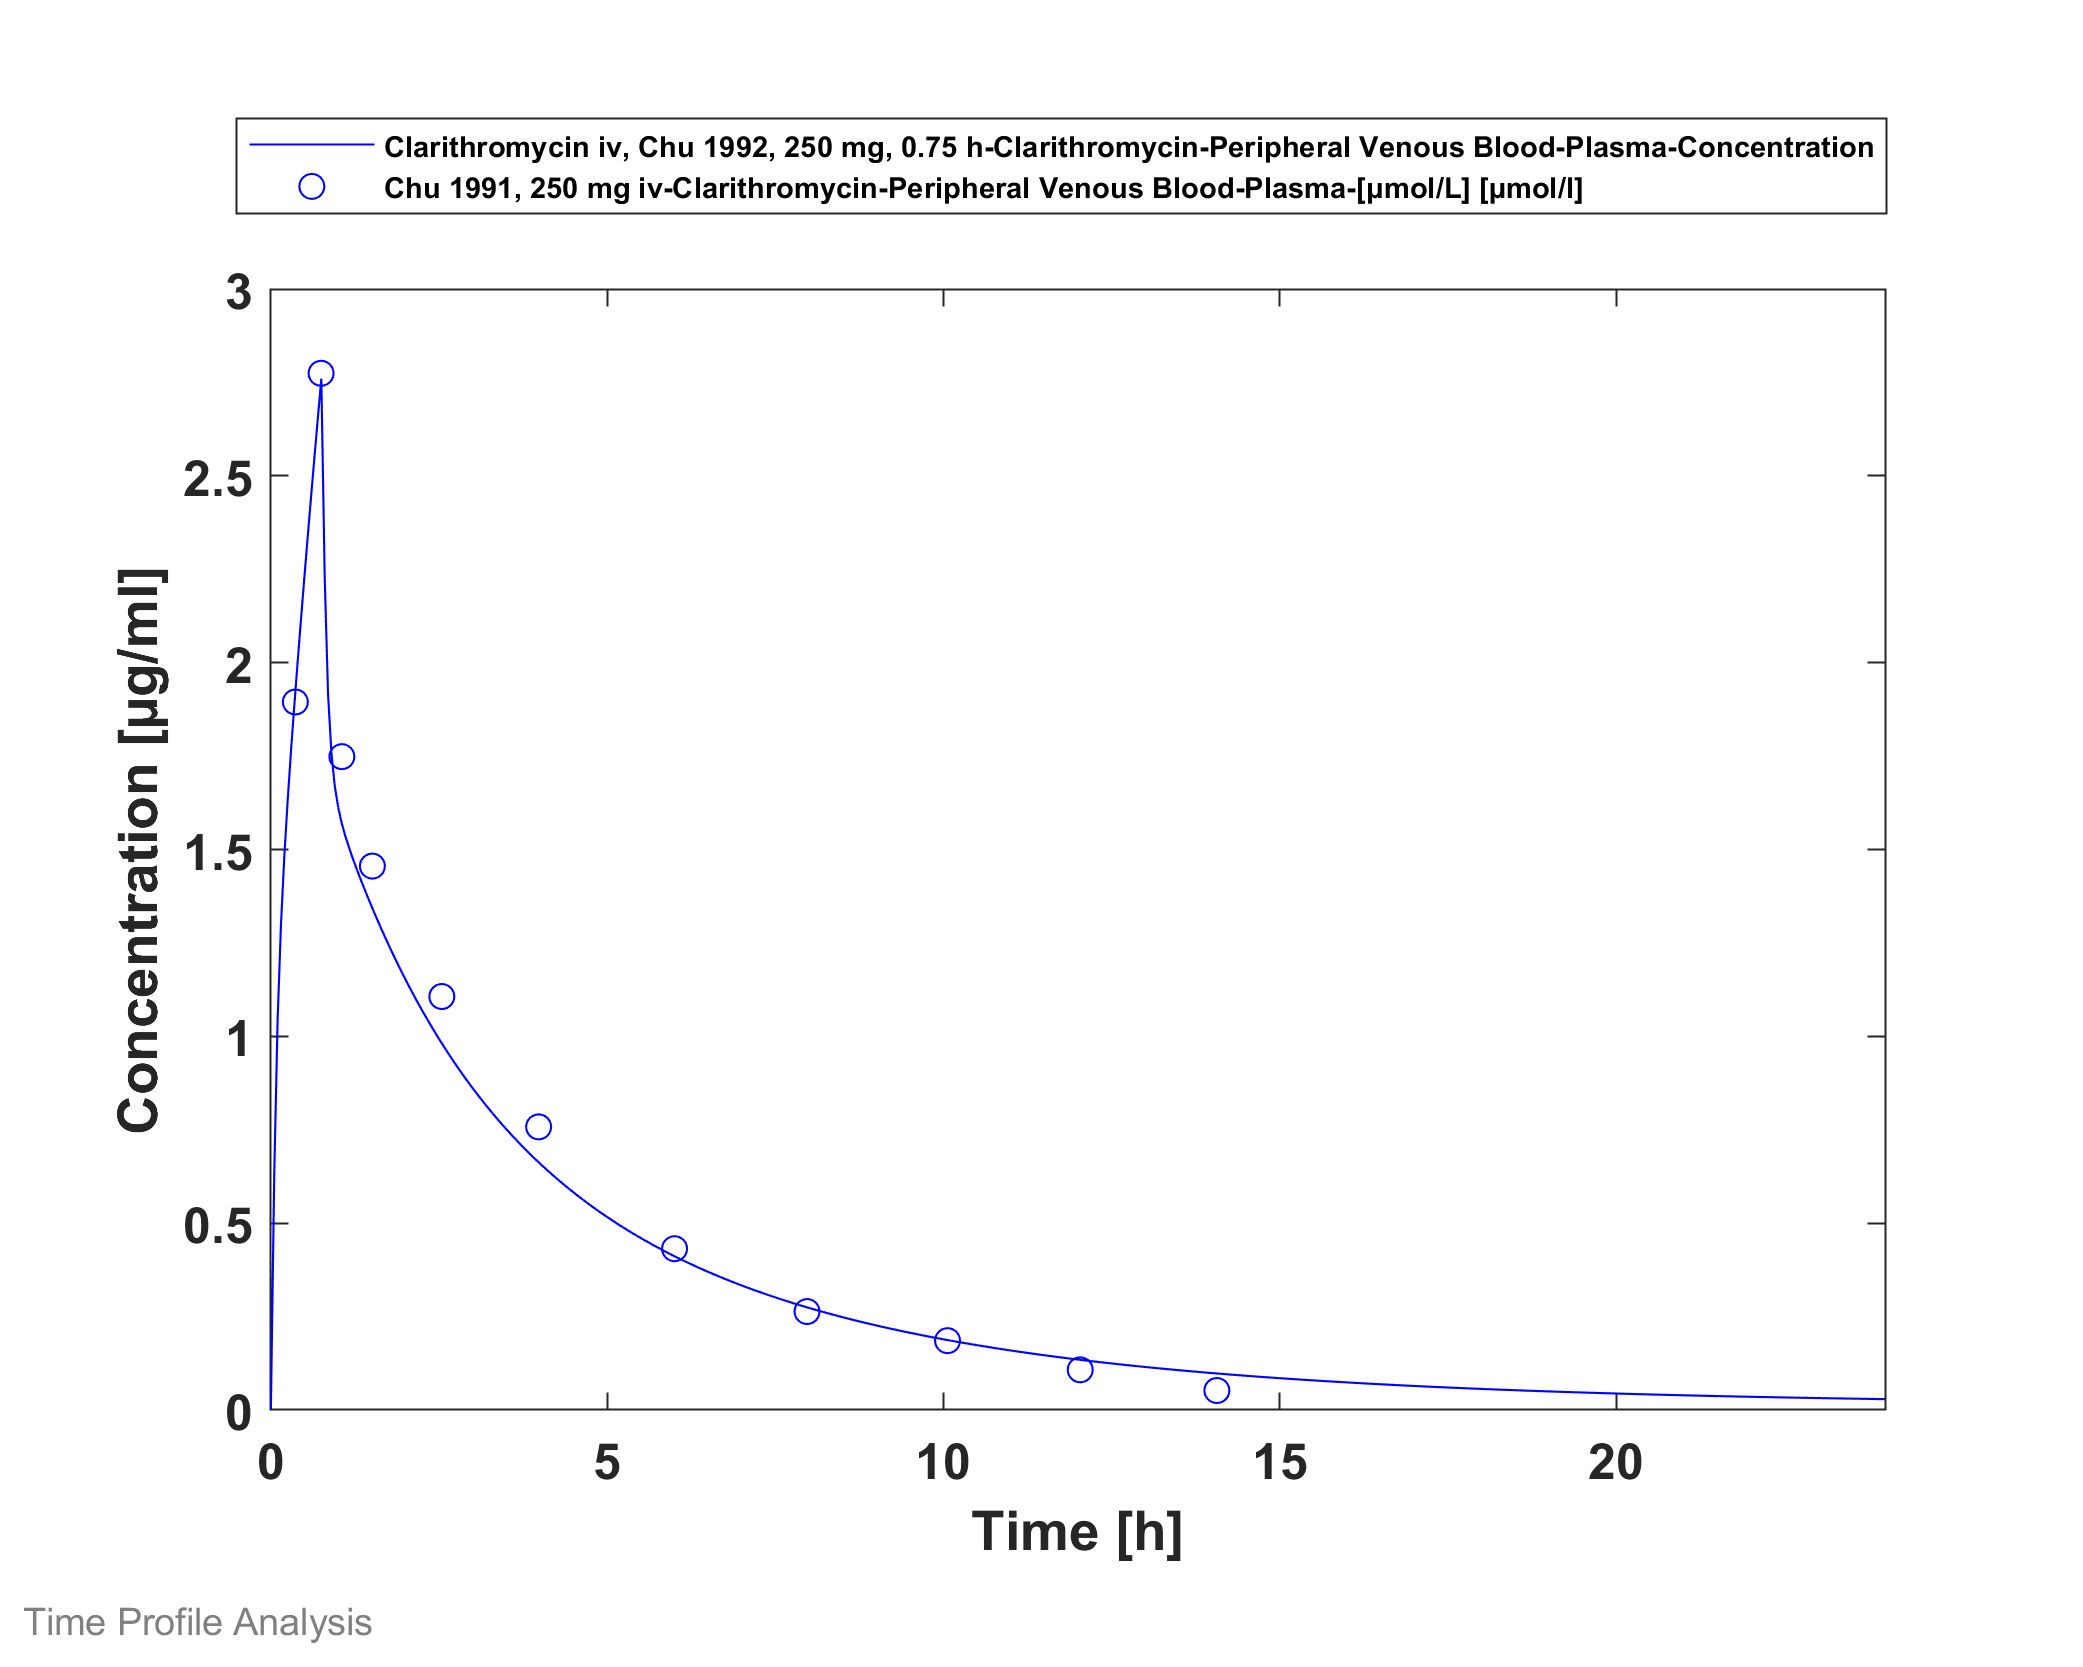 Clarithromycin iv, Chu 1992, 250 mg, 0.75 h-Clarithromycin-Peripheral Venous Blood-Plasma-Concentration
Chu 1991, 250 mg iv-Clarithromycin-Peripheral Venous Blood-Plasma-[µmol/L] [µmol/l]
3
2.5
2
1.5
1
0.5
0
Concentration [µg/ml]
0 5 10 15 20
Time [h]
Time Profile Analysis